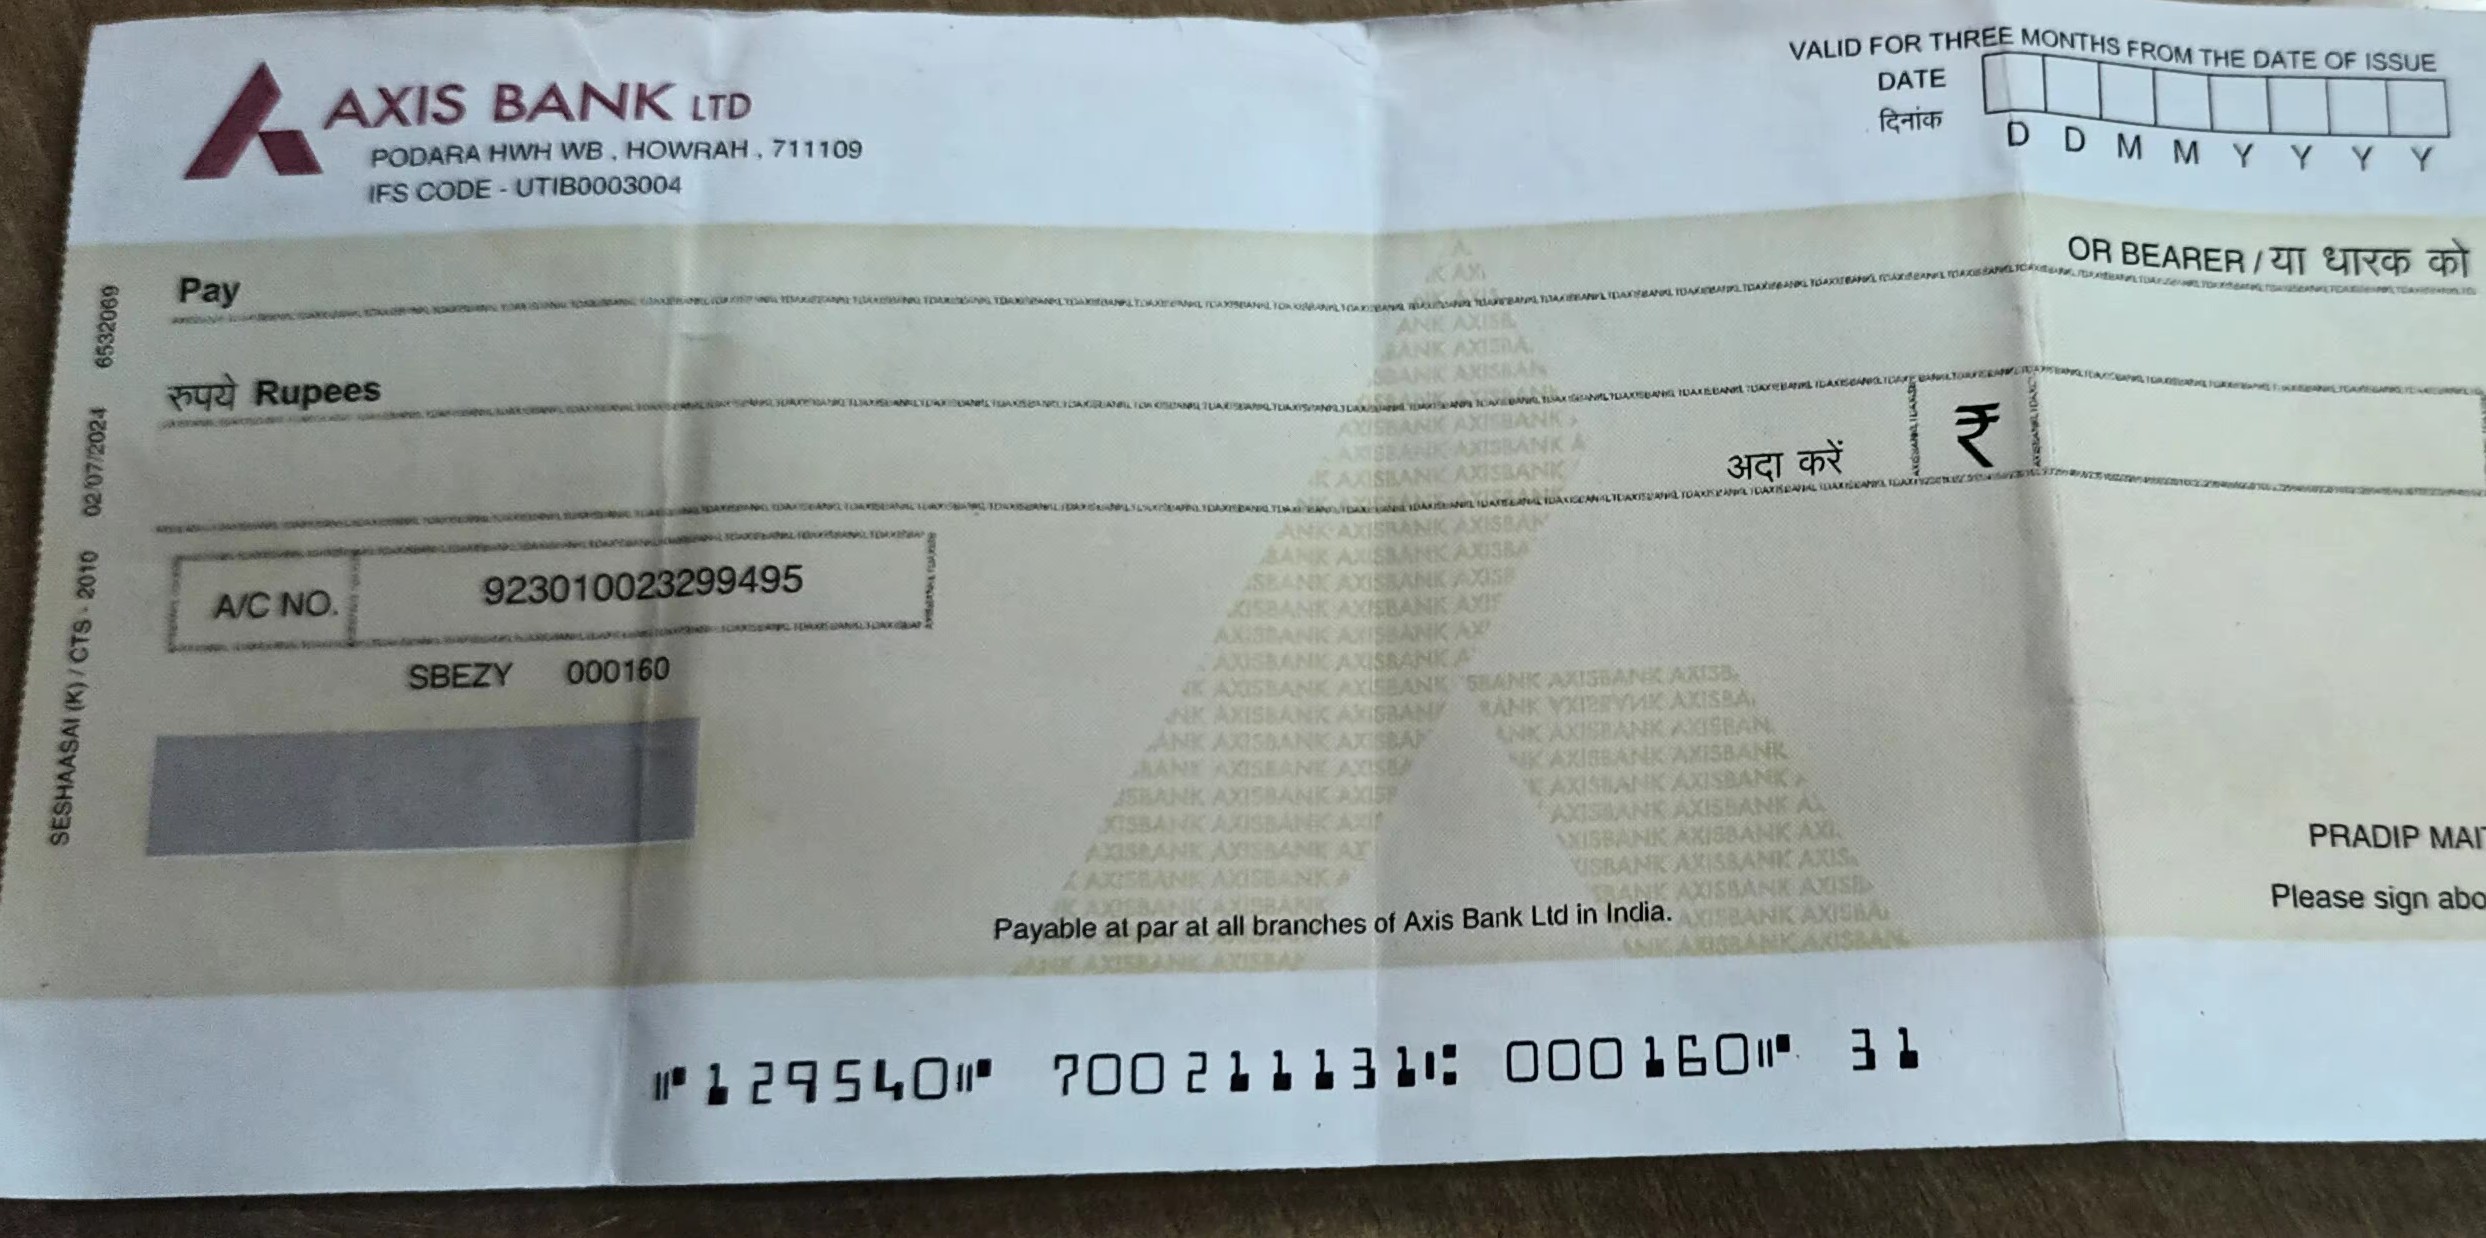 AXIS BANK LTD
PODARA HWH WB , HOWRAH , 711109
IFS CODE - UTIB0003004
VALID FOR THREE MONTHS FROM THE DATE OF ISSUE
DATE
दिनांक
D D M M Y Y Y Y
Pay
OR BEARER / या धारक को
रुपये Rupees
अदा करें
₹
A/C NO. 923010023299495
SBEZY 000160
PRADIP
Please sign
Payable at par at all branches of Axis Bank Ltd in India.
SESHAASAI (K) / CTS - 2010 02/07/2024 6532069
⑈129540⑈ 700211131⑆ 000160⑈ 31